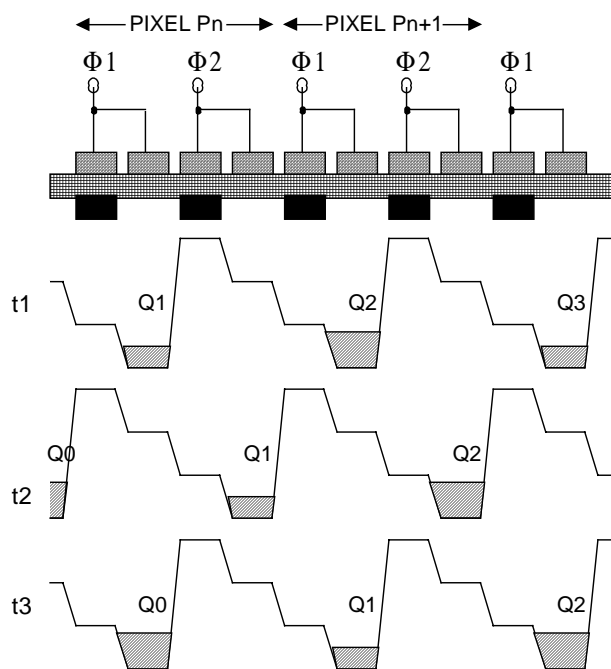 PIXEL Pn PIXEL Pn+1
Φ1 Φ2 Φ1 Φ2 Φ1
t1 Q1 Q2 Q3
Q0 Q1 Q2
t2
t3 Q0 Q1 Q2